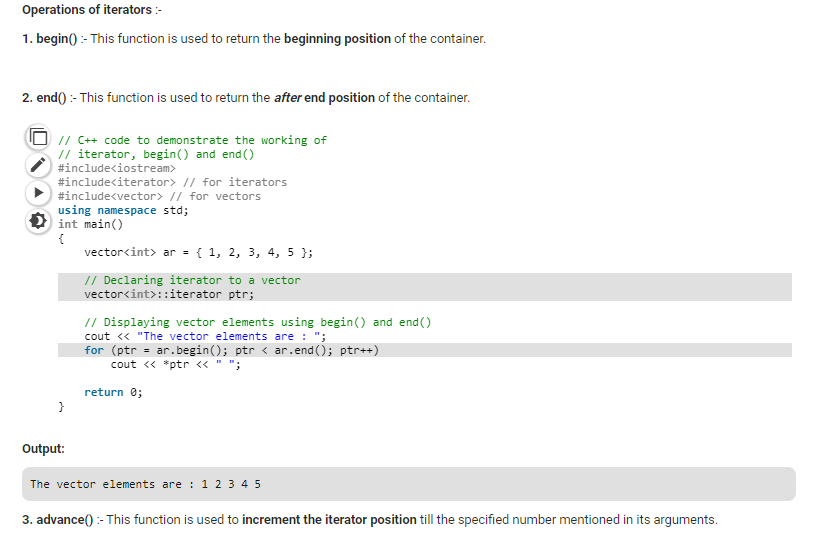 Operations of iterators :-
1. begin() :- This function is used to return the beginning position of the container.
2. end() :- This function is used to return the after end position of the container.
// C++ code to demonstrate the working of
// iterator, begin() and end()
#include<iostream>
#include<iterator> // for iterators
#include<vector> // for vectors
using namespace std;
int main()
{
    vector<int> ar = { 1, 2, 3, 4, 5 };
    // Declaring iterator to a vector
    vector<int>::iterator ptr;
    // Displaying vector elements using begin() and end()
    cout << "The vector elements are : ";
    for (ptr = ar.begin(); ptr < ar.end(); ptr++)
        cout << *ptr << " ";
    return 0;
}
Output:
The vector elements are : 1 2 3 4 5
3. advance() :- This function is used to increment the iterator position till the specified number mentioned in its arguments.